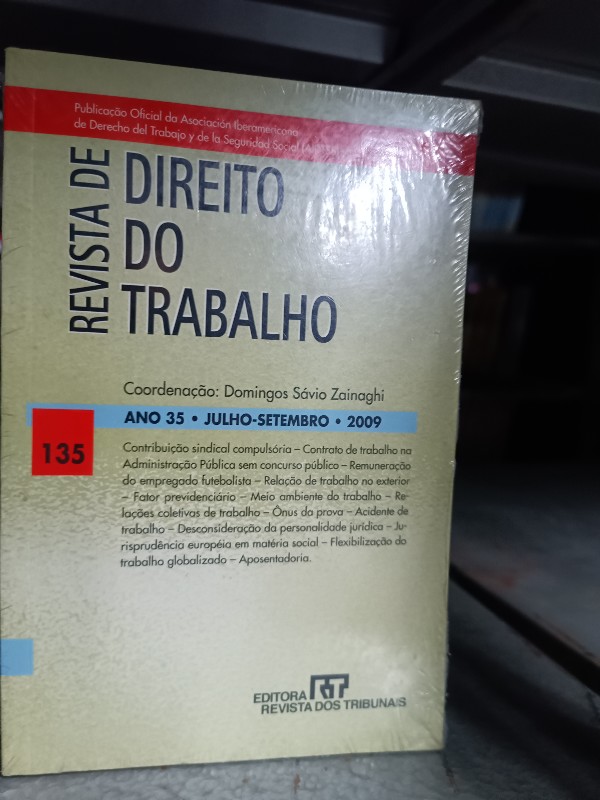 Publicação Oficial da Asociación Iberoamericana
de Derecho del Trabajo y de la Seguridad Social
REVISTA DE
DIREITO
DO
TRABALHO
Coordenação: Domingos Sávio Zainaghi
ANO 35 • JULHO-SETEMBRO • 2009
135
Contribuição sindical compulsória – Contrato de trabalho na
Administração Pública sem concurso público – Remuneração
do empregado futebolista – Relação de trabalho no exterior
– Fator previdenciário – Meio ambiente do trabalho – Re-
lações coletivas de trabalho – Ônus da prova – Acidente de
trabalho – Desconsideração da personalidade jurídica – Ju-
risprudência européia em matéria social – Flexibilização do
trabalho globalizado – Aposentadoria.
EDITORA RT
REVISTA DOS TRIBUNAIS